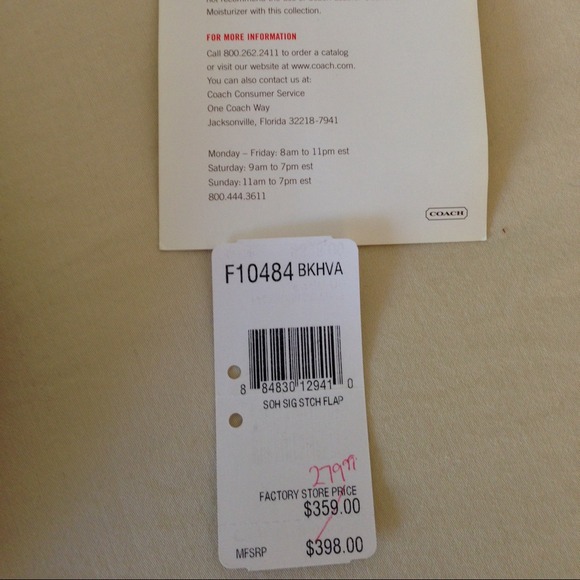 Moisturizer with this collection.
FOR MORE INFORMATION
Call 800.262.2411 to order a catalog
or visit our website at www.coach.com.
You can also contact us at:
Coach Consumer Service
One Coach Way
Jacksonville, Florida 32218-7941
Monday – Friday: 8am to 11pm est
Saturday: 9am to 7pm est
Sunday: 11am to 7pm est
800.444.3611
COACH
F10484 BKHVA
8 84830 12941 0
SOH SIG STCH FLAP
279.99
FACTORY STORE PRICE
$359.00
MFSRP $398.00